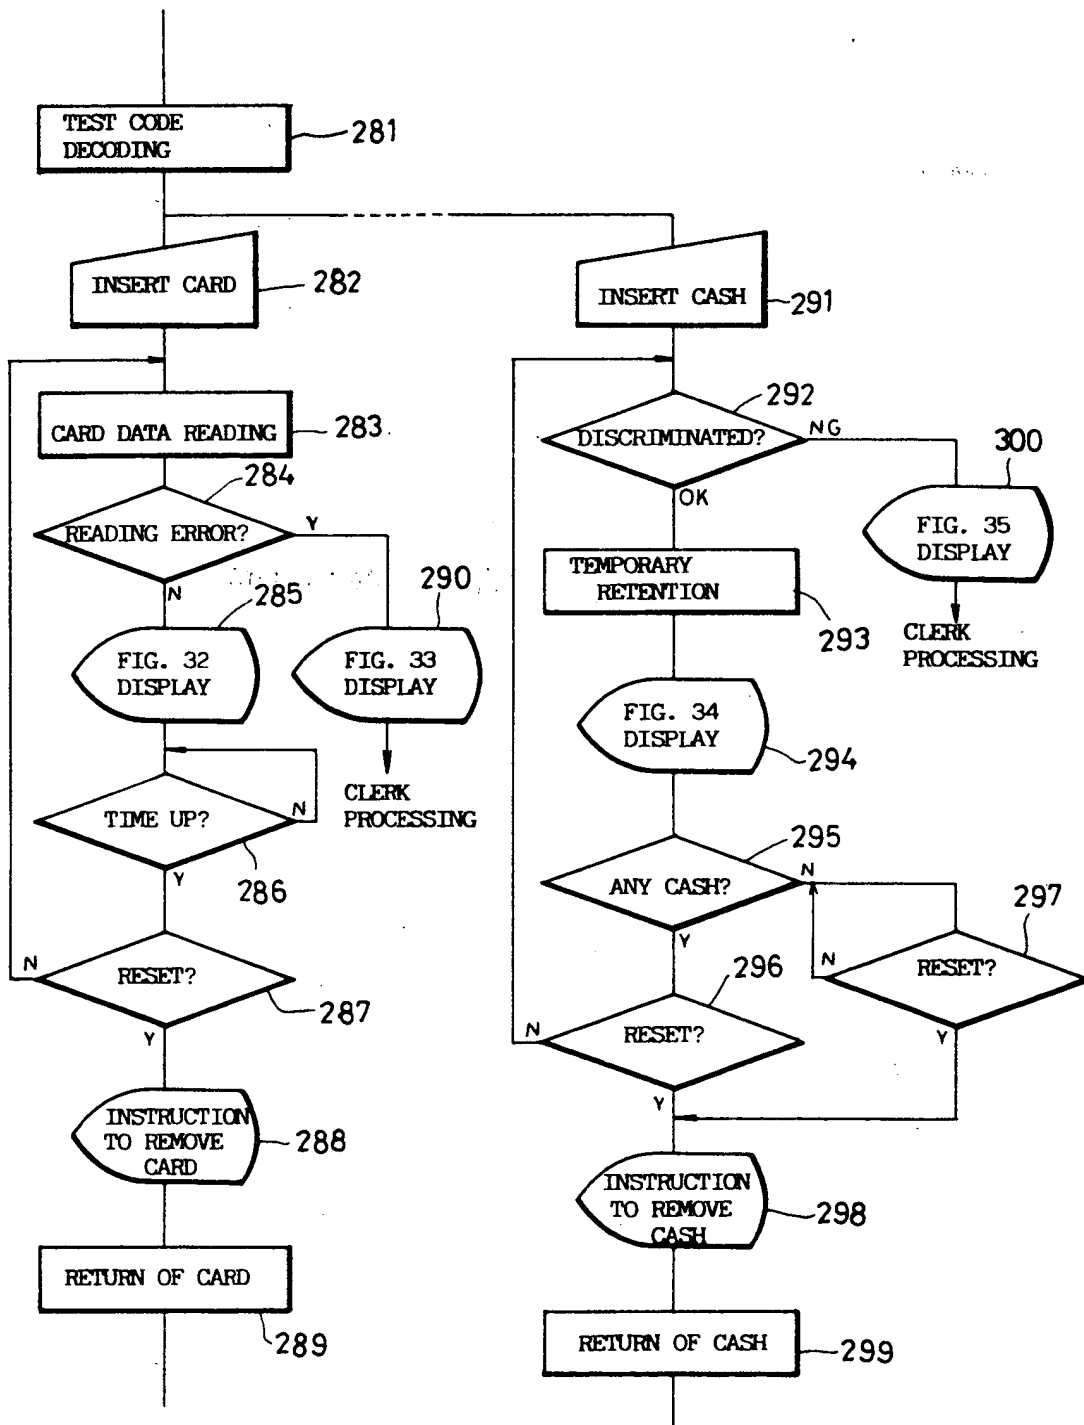 TEST CODE
DECODING
281
INSERT CARD
282
CARD DATA READING
283
284
READING ERROR?
Y
N
285
290
FIG. 32
DISPLAY
FIG. 33
DISPLAY
CLERK
PROCESSING
TIME UP?
N
Y
286
RESET?
N
Y
287
INSTRUCTION
TO REMOVE
CARD
288
RETURN OF CARD
289
INSERT CASH
291
292
DISCRIMINATED?
NG
OK
300
FIG. 35
DISPLAY
CLERK
PROCESSING
TEMPORARY
RETENTION
293
FIG. 34
DISPLAY
294
295
ANY CASH?
N
Y
297
RESET?
N
Y
296
RESET?
N
Y
INSTRUCTION
TO REMOVE
CASH
298
RETURN OF CASH
299